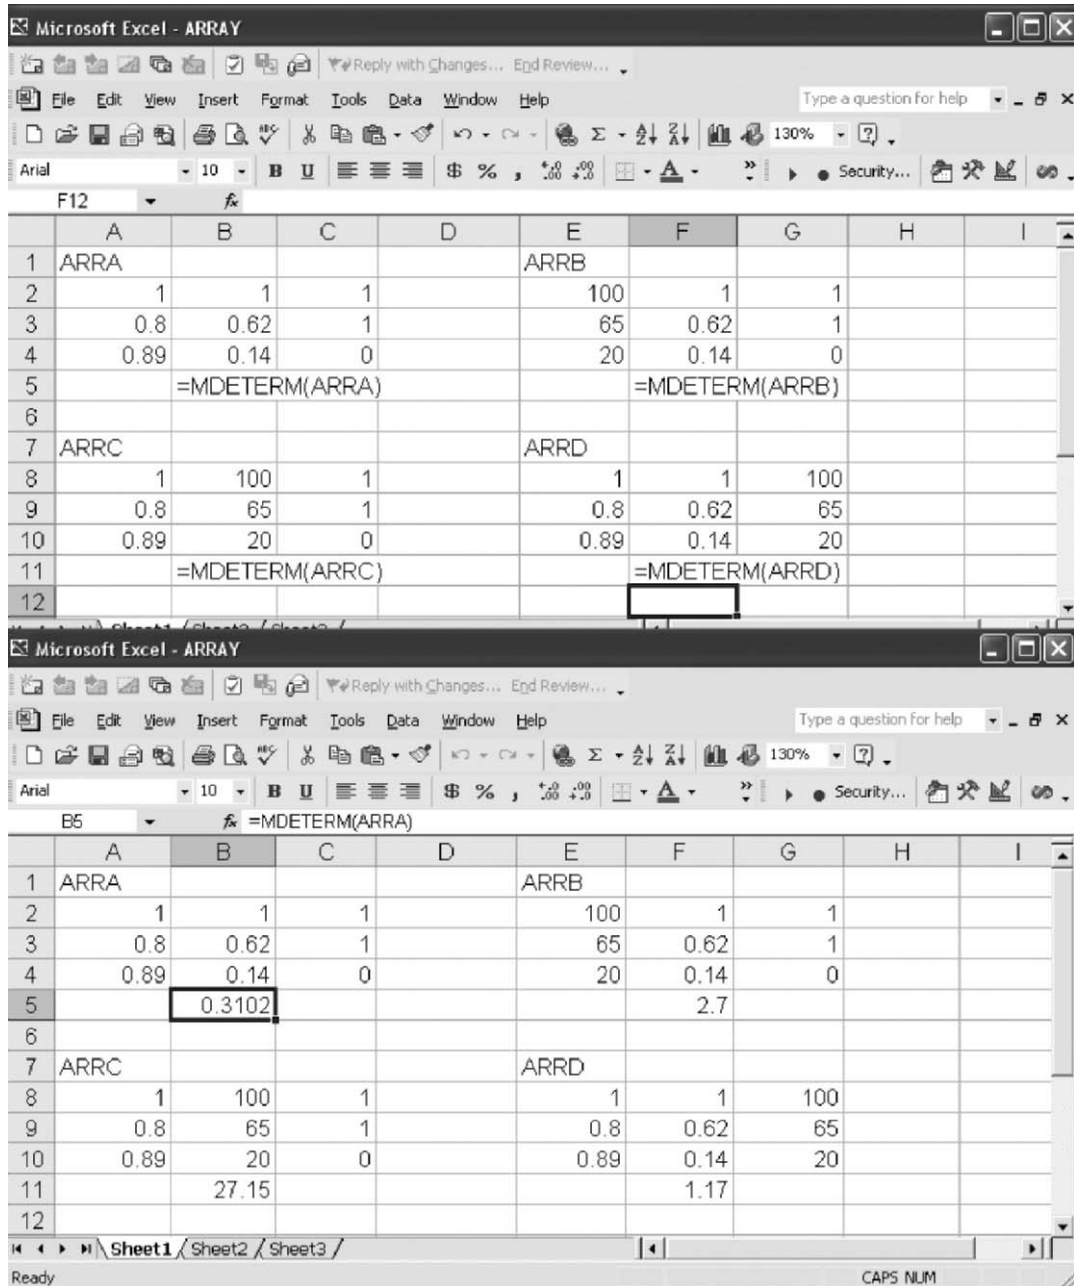 Microsoft Excel - ARRAY
Reply with Changes... End Review...
File Edit View Insert Format Tools Data Window Help Type a question for help
130%
Arial 10 B U $ % , Security...
F12 fx
A B C D E F G H I
1 ARRA ARRB
2 1 1 1 100 1 1
3 0.8 0.62 1 65 0.62 1
4 0.89 0.14 0 20 0.14 0
5 =MDETERM(ARRA) =MDETERM(ARRB)
6
7 ARRC ARRD
8 1 100 1 1 1 100
9 0.8 65 1 0.8 0.62 65
10 0.89 20 0 0.89 0.14 20
11 =MDETERM(ARRC) =MDETERM(ARRD)
12
Sheet1 Sheet2 Sheet3
Microsoft Excel - ARRAY
Reply with Changes... End Review...
File Edit View Insert Format Tools Data Window Help Type a question for help
130%
Arial 10 B U $ % , Security...
B5 fx =MDETERM(ARRA)
A B C D E F G H I
1 ARRA ARRB
2 1 1 1 100 1 1
3 0.8 0.62 1 65 0.62 1
4 0.89 0.14 0 20 0.14 0
5 0.3102 2.7
6
7 ARRC ARRD
8 1 100 1 1 1 100
9 0.8 65 1 0.8 0.62 65
10 0.89 20 0 0.89 0.14 20
11 27.15 1.17
12
Sheet1 Sheet2 Sheet3
Ready CAPS NUM